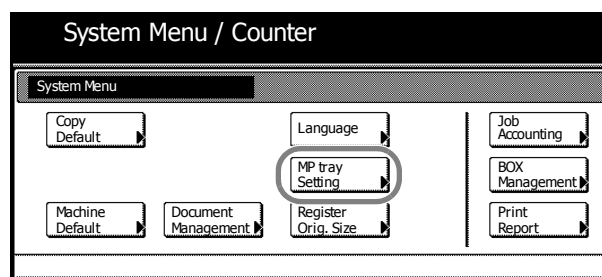 System Menu / Counter
System Menu
Copy
Default
Language
Job
Accounting
MP tray
Setting
BOX
Management
Machine
Default
Document
Management
Register
Orig. Size
Print
Report